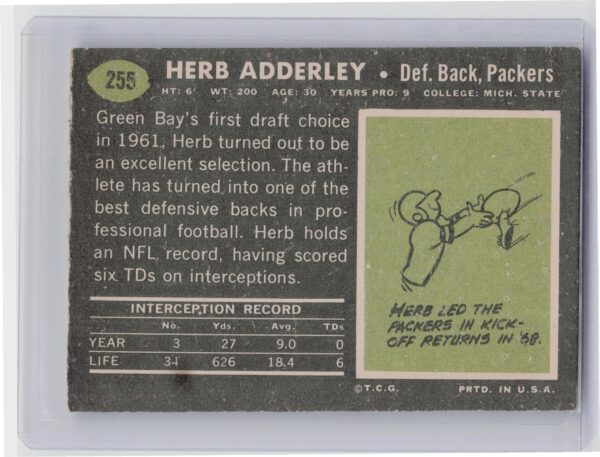 255
HERB ADDERLEY • Def. Back, Packers
HT: 6' WT: 200 AGE: 30 YEARS PRO: 9 COLLEGE: MICH. STATE
Green Bay's first draft choice
in 1961, Herb turned out to be
an excellent selection. The ath-
lete has turned into one of the
best defensive backs in pro-
fessional football. Herb holds
an NFL record, having scored
six TDs on interceptions.
INTERCEPTION RECORD
No. Yds. Avg. TDs
YEAR 3 27 9.0 0
LIFE 34 626 18.4 6
HERB LED THE
PACKERS IN KICK-
OFF RETURNS IN '68.
©T.C.G. PRTD. IN U.S.A.